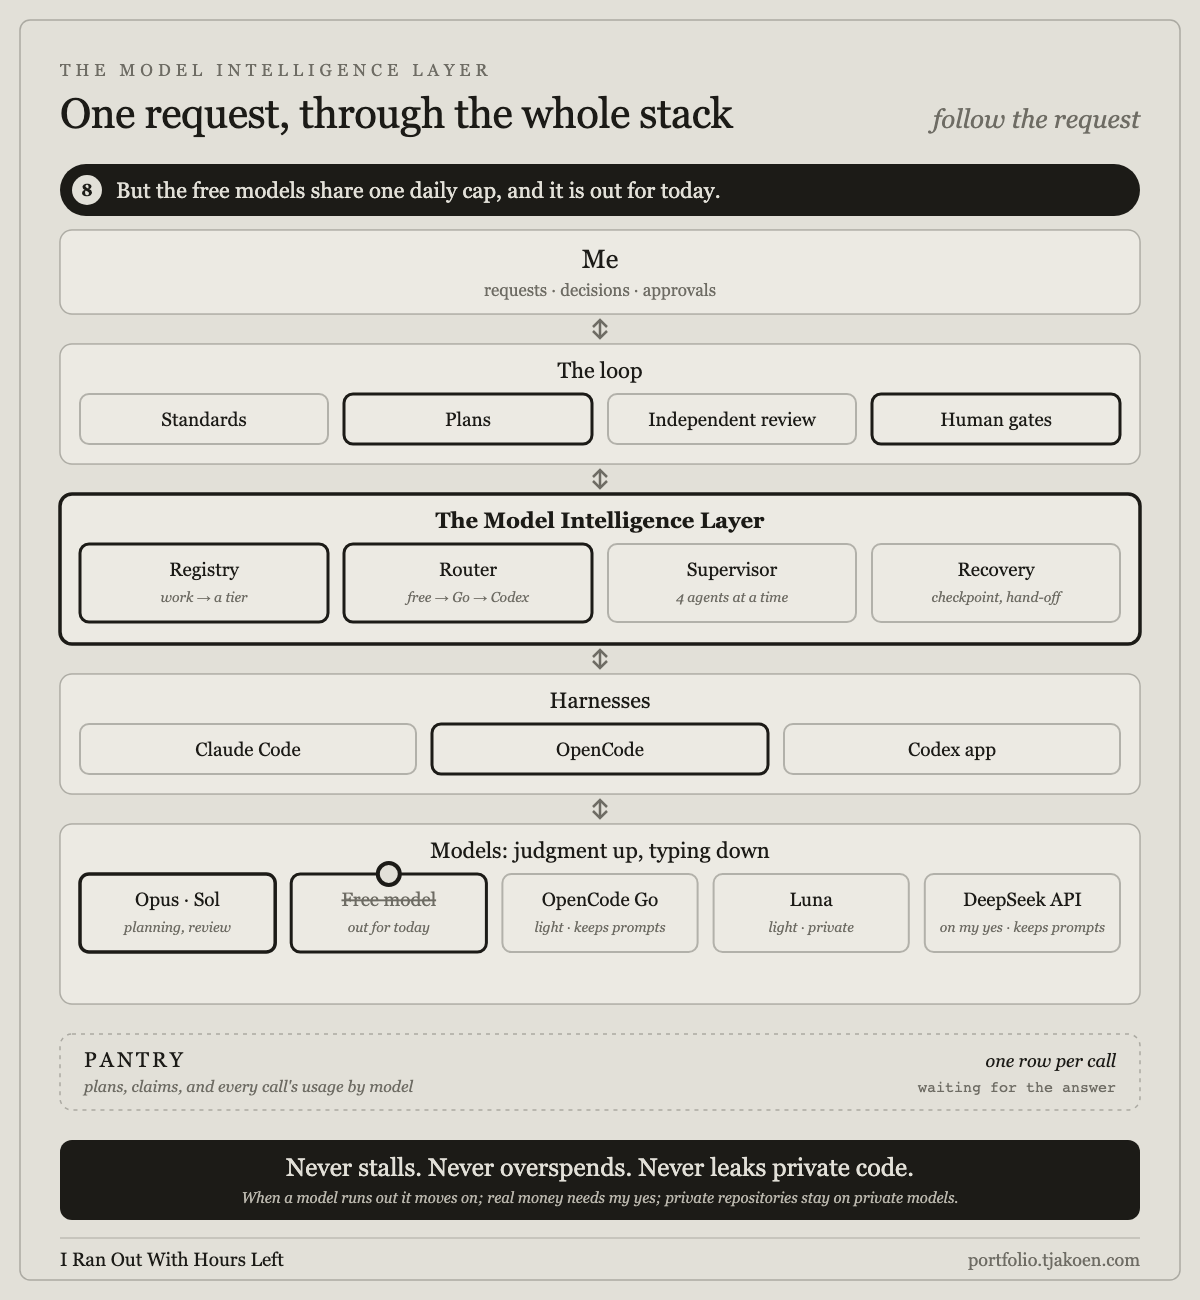 THE MODEL INTELLIGENCE LAYER
One request, through the whole stack
follow the request
8 But the free models share one daily cap, and it is out for today.
Me
requests · decisions · approvals
The loop
Standards
Plans
Independent review
Human gates
The Model Intelligence Layer
Registry
work → a tier
Router
free → Go → Codex
Supervisor
4 agents at a time
Recovery
checkpoint, hand-off
Harnesses
Claude Code
OpenCode
Codex app
Models: judgment up, typing down
Opus · Sol
planning, review
Free model
out for today
OpenCode Go
light · keeps prompts
Luna
light · private
DeepSeek API
on my yes · keeps prompts
PANTRY
plans, claims, and every call's usage by model
one row per call
waiting for the answer
Never stalls. Never overspends. Never leaks private code.
When a model runs out it moves on; real money needs my yes; private repositories stay on private models.
I Ran Out With Hours Left
portfolio.tjakoen.com